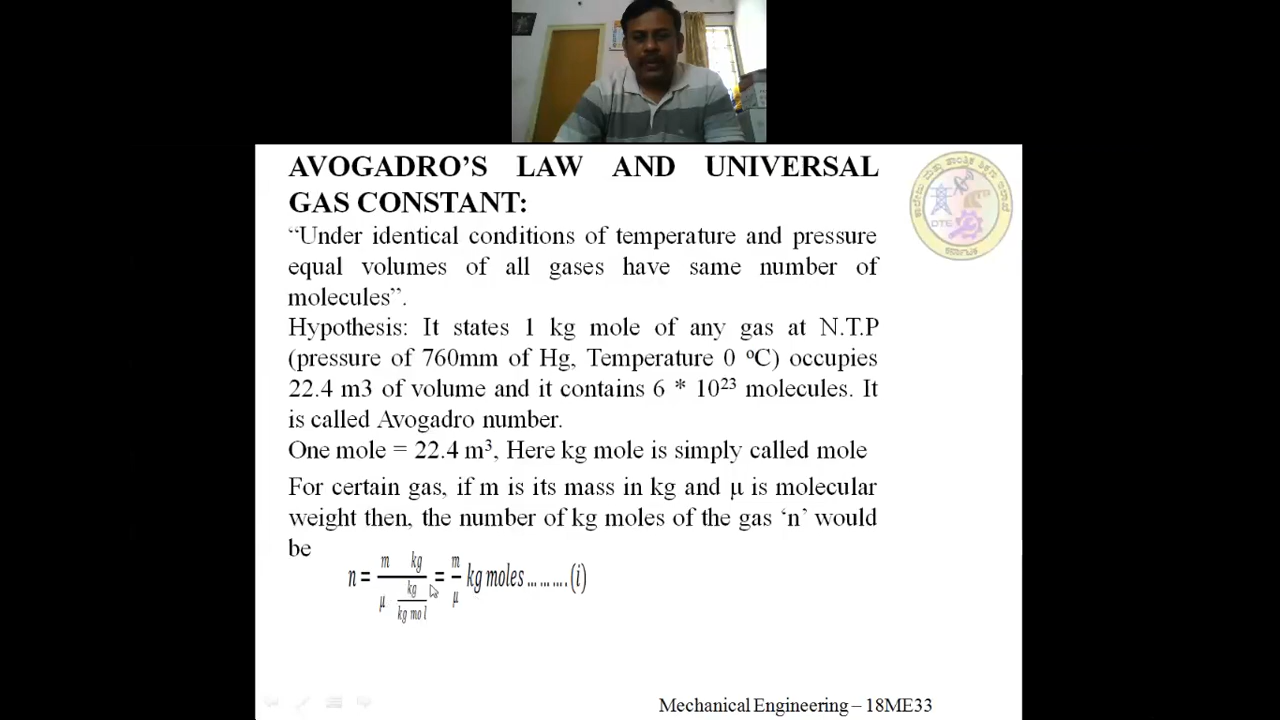 AVOGADRO’S LAW AND UNIVERSAL
GAS CONSTANT:
“Under identical conditions of temperature and pressure
equal volumes of all gases have same number of
molecules”.
Hypothesis: It states 1 kg mole of any gas at N.T.P
(pressure of 760mm of Hg, Temperature 0 ⁰C) occupies
22.4 m3 of volume and it contains 6 * 10²³ molecules. It
is called Avogadro number.
One mole = 22.4 m³, Here kg mole is simply called mole
For certain gas, if m is its mass in kg and μ is molecular
weight then, the number of kg moles of the gas ‘n’ would
be
n = (m kg) / (μ kg/kg mol) = m/μ kg moles ... ... ... (i)
DTE
Mechanical Engineering – 18ME33